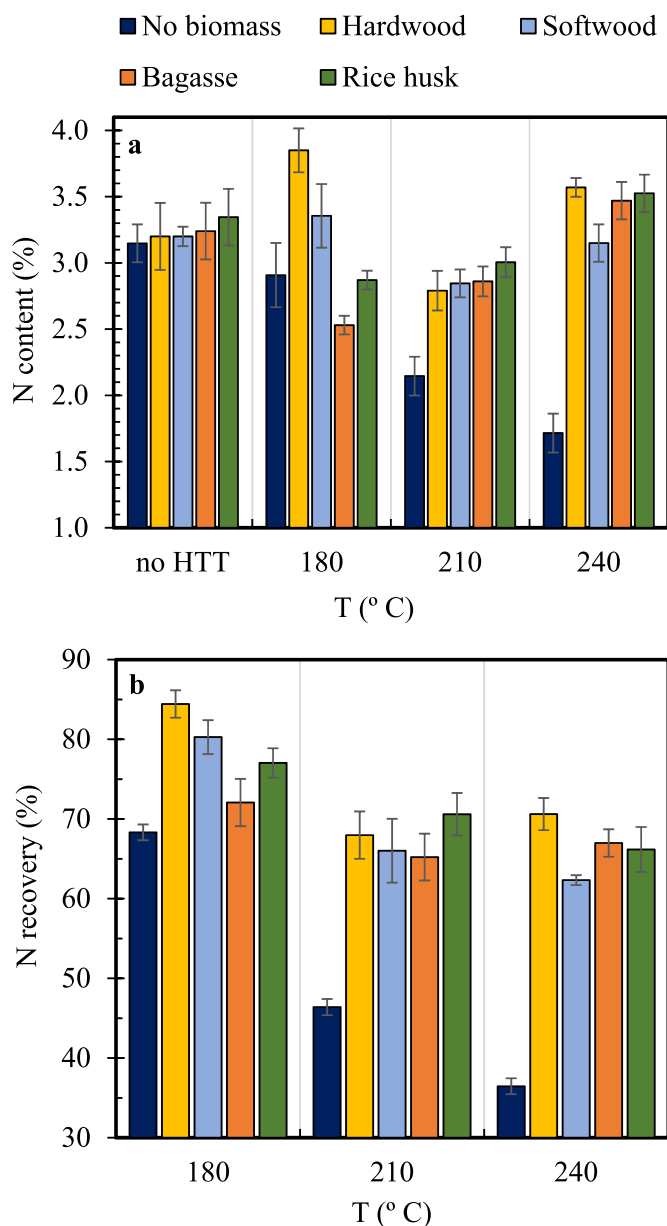 No biomass Hardwood Softwood
Bagasse Rice husk
a
4.0
3.5
3.0
2.5
2.0
1.5
1.0
N content (%)
no HTT 180 210 240
T (º C)
b
90
80
70
60
50
40
30
N recovery (%)
180 210 240
T (º C)